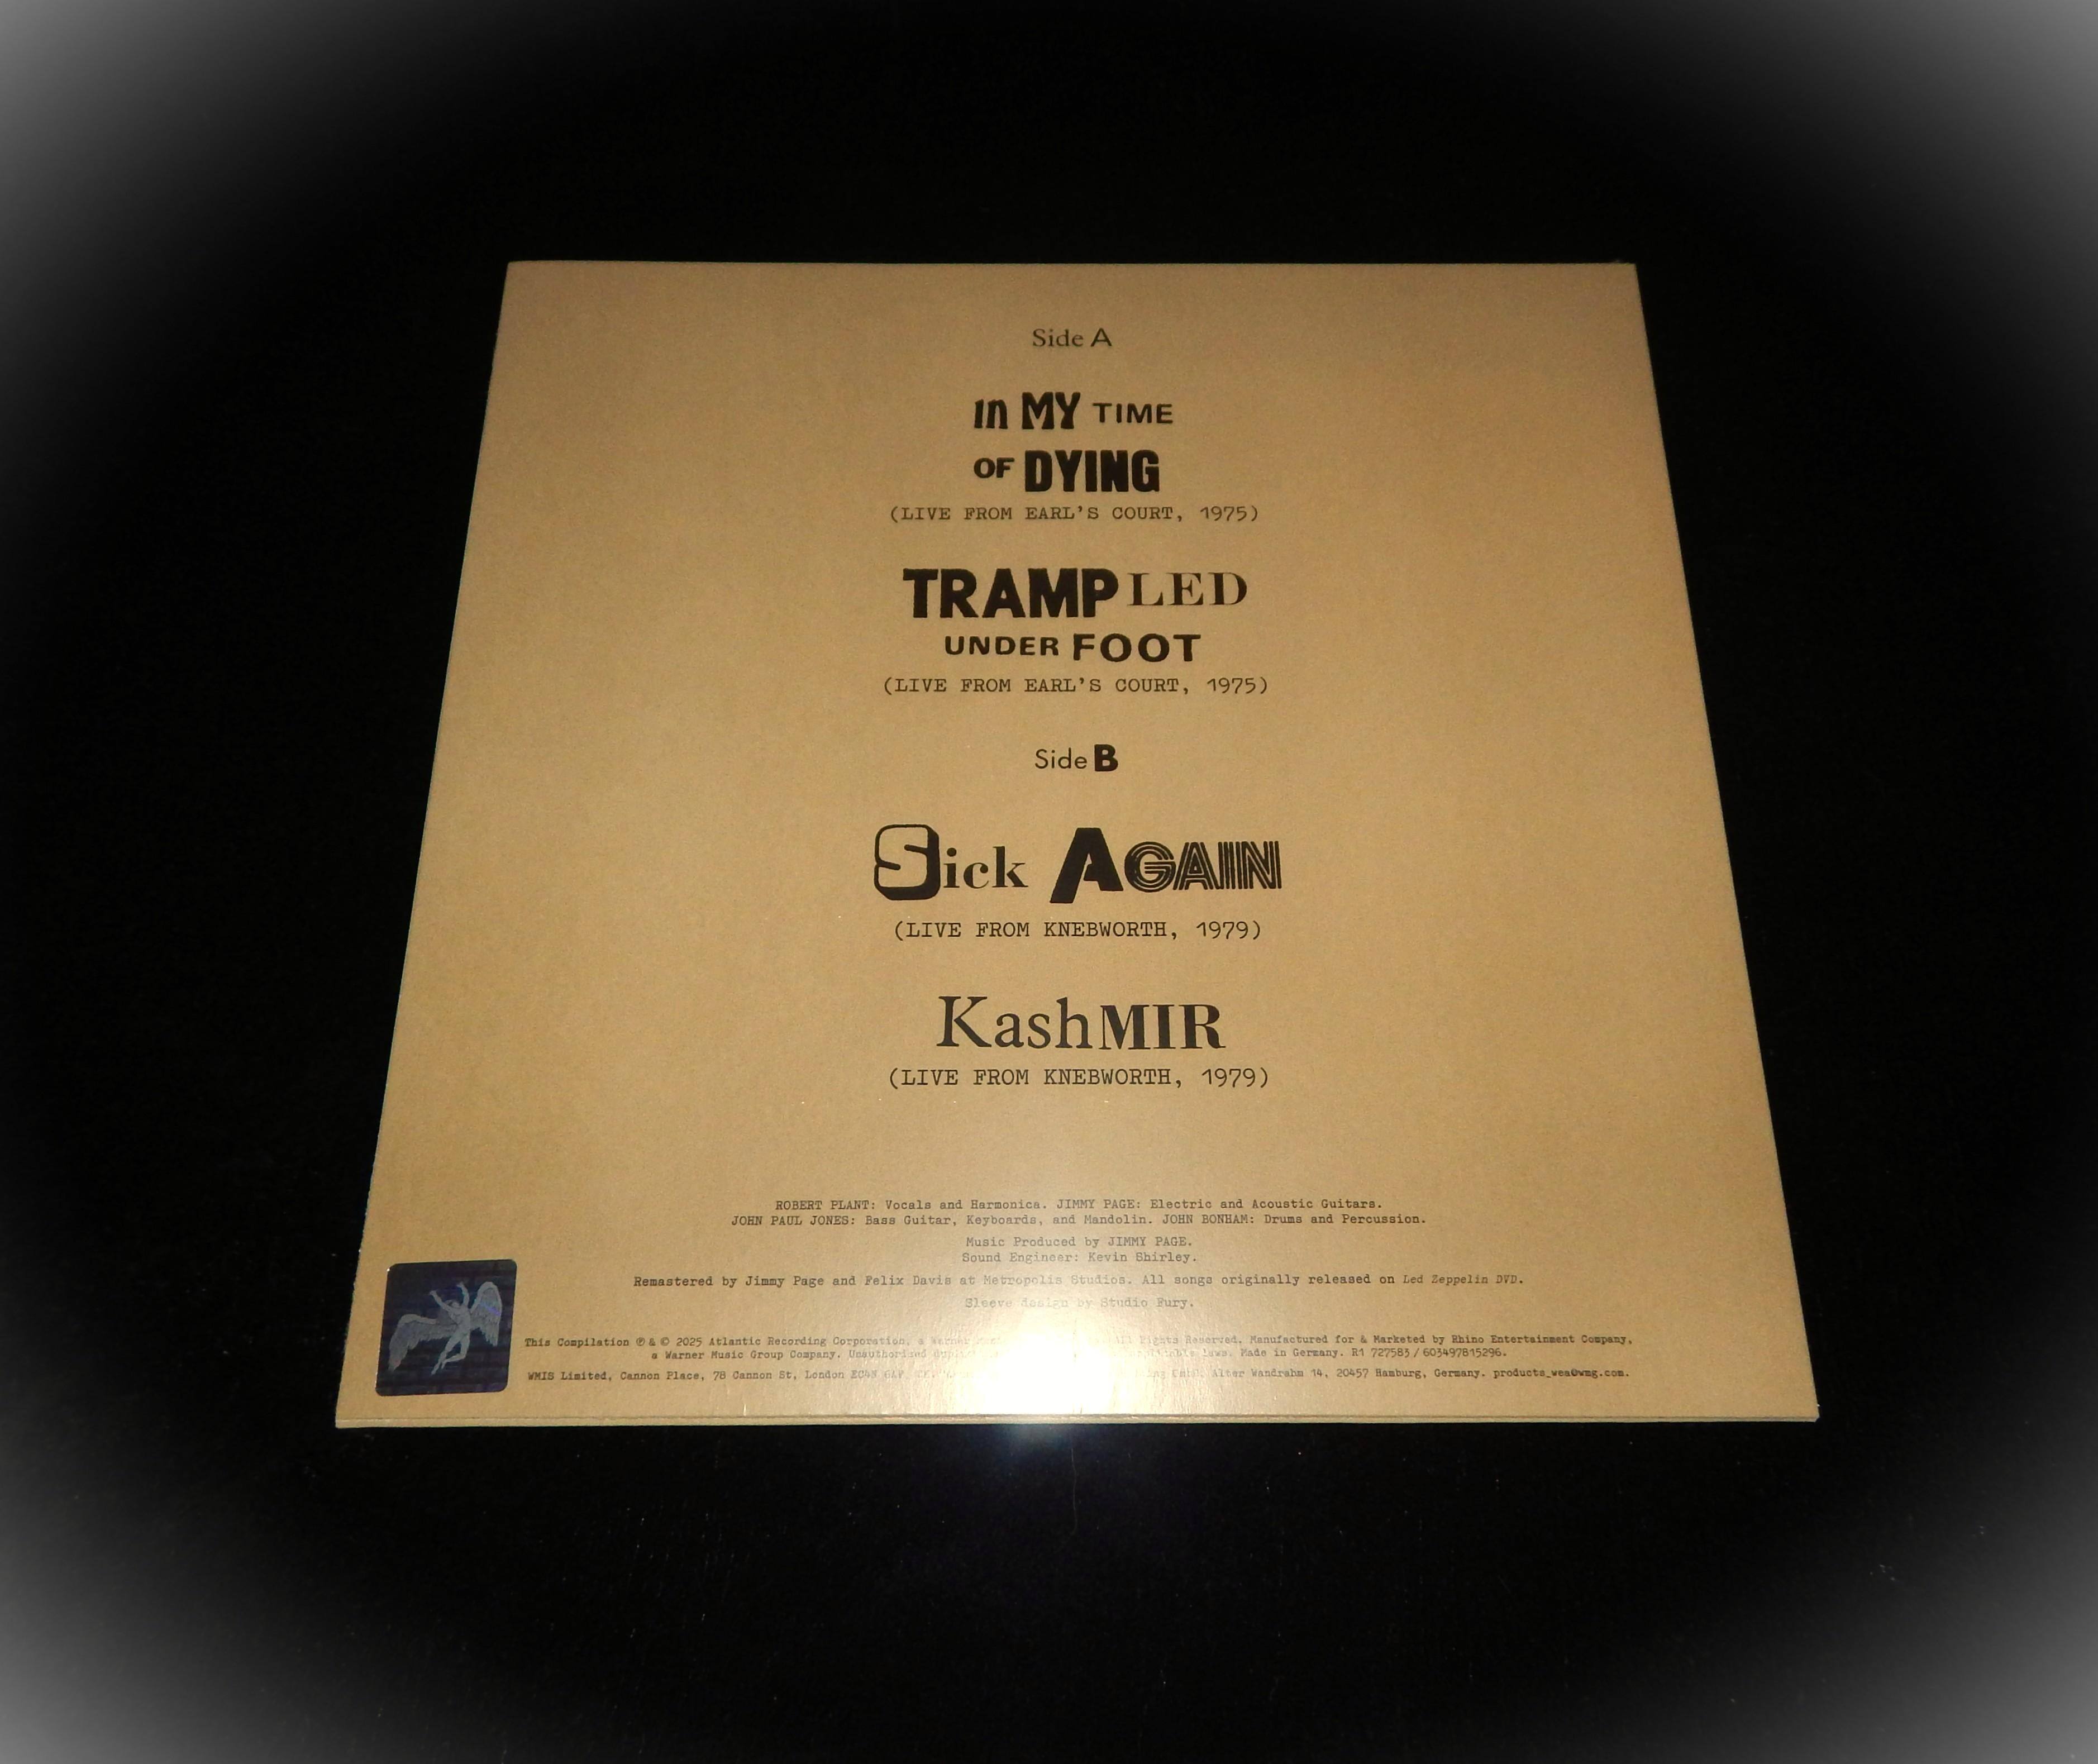 Side A
In MY TIME
OF DYING
(LIVE FROM EARL'S COURT, 1975)
TRAMPLED
UNDER FOOT
(LIVE FROM EARL'S COURT, 1975)
Side B
Sick AGAIN
(LIVE FROM KNEBWORTH, 1979)
KashMIR
(LIVE FROM KNEBWORTH, 1979)
ROBERT PLANT: Vocals and Harmonica. JIMMY PAGE: Electric and Acoustic Guitars.
JOHN PAUL JONES: Bass Guitar, Keyboards, and Mandolin. JOHN BONHAM: Drums and Percussion.
Music Produced by JIMMY PAGE.
Sound Engineer: Kevin Shirley.
Remastered by Jimmy Page and Felix Davis at Metropolis Studios. All songs originally released on Led Zeppelin DVD.
Sleeve design by Studio Fury.
This Compilation ℗ & © 2025 Atlantic Recording Corporation, a Rights Reserved. Manufactured for & Marketed by Rhino Entertainment Company,
a Warner Music Group Company. Unauthorized laws. Made in Germany. R1 727583 / 603497815296.
WMIS Limited, Cannon Place, 78 Cannon St, London Alter Wandrahm 14, 20457 Hamburg, Germany. products_wea@wmg.com.